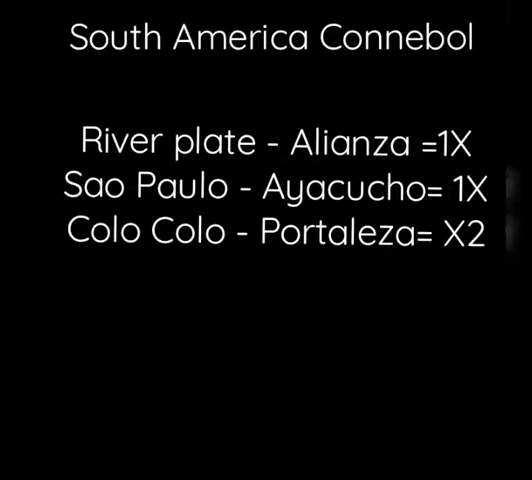 South America Connebol
River plate - Alianza =1X
Sao Paulo - Ayacucho= 1X
Colo Colo - Portaleza= X2